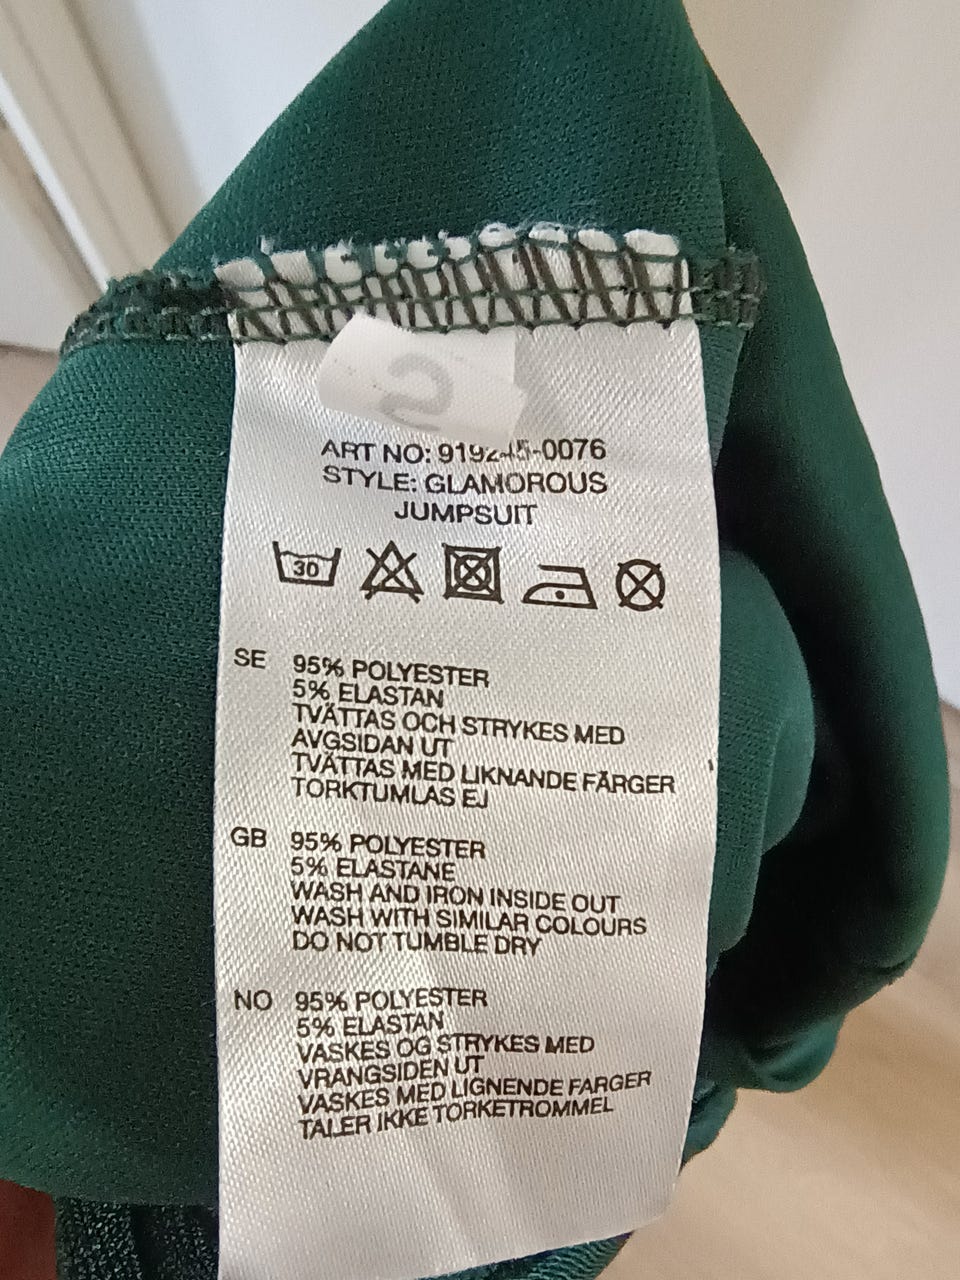 S
ART NO: 919245-0076
STYLE: GLAMOROUS
JUMPSUIT
30
SE 95% POLYESTER
5% ELASTAN
TVÄTTAS OCH STRYKES MED
AVGSIDAN UT
TVÄTTAS MED LIKNANDE FÄRGER
TORKTUMLAS EJ
GB 95% POLYESTER
5% ELASTANE
WASH AND IRON INSIDE OUT
WASH WITH SIMILAR COLOURS
DO NOT TUMBLE DRY
NO 95% POLYESTER
5% ELASTAN
VASKES OG STRYKES MED
VRANGSIDEN UT
VASKES MED LIGNENDE FARGER
TALER IKKE TORKETROMMEL